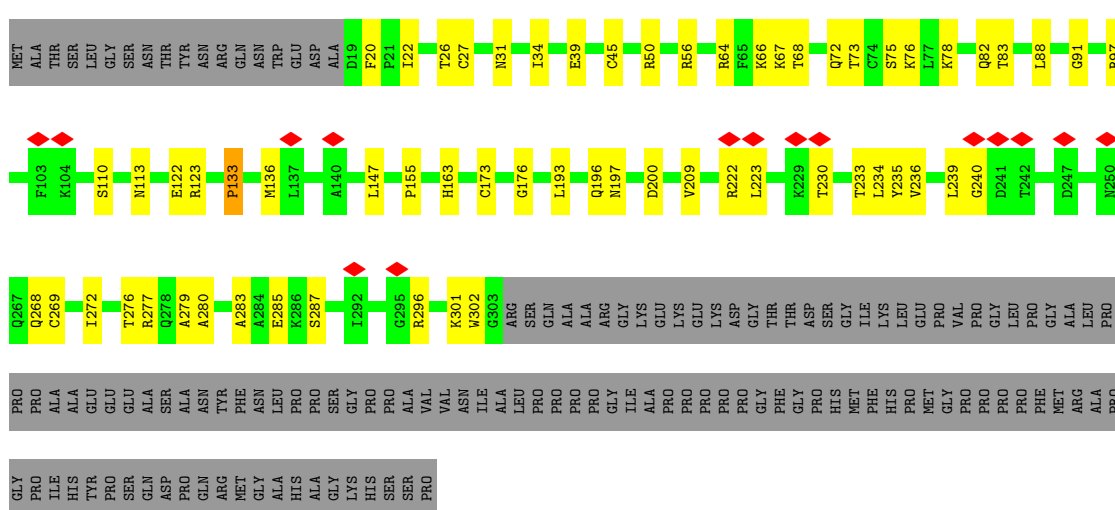 MET ALA THR SER LEU GLY SER ASN THR TYR ASN ARG GLN ASN TRP GLU ASP ALA D19 F20 P21 I22 T26 C27 N31 I34 E39 C45 R50 R56 R64 F65 K66 K67 T68 Q72 T73 C74 S75 K76 L77 K78 Q82 T83 L88 G91
F103 K104 S110 N113 E122 R123 P133 M136 L137 A140 L147 P155 H163 C173 G176 L193 Q196 N197 D200 V209 R222 L223 K229 T230 T233 L234 Y235 V236 L239 G240 D241 T242 D247 N250
Q267 Q268 C269 I272 T276 R277 Q278 A279 A280 A283 A284 E285 K286 S287 I292 G295 R296 K301 W302 G303 ARG SER GLN ALA ALA ARG GLY LYS GLU LYS GLU LYS ASP GLY THR THR ASP SER GLY ILE LYS LEU GLU PRO VAL PRO GLY LEU PRO GLY ALA LEU PRO
PRO PRO ALA ALA GLU GLU GLU ALA SER ALA ASN TYR PHE ASN LEU PRO PRO SER GLY PRO PRO ALA VAL VAL ASN ILE ALA LEU PRO PRO PRO PRO GLY ILE ALA PRO PRO PRO PRO PRO GLY PHE GLY PRO HIS MET PHE HIS PRO MET GLY PRO PRO PRO PRO PHE MET ARG ALA PRO
GLY PRO ILE HIS TYR PRO SER GLN ASP PRO GLN ARG MET GLY ALA HIS ALA GLY LYS HIS SER SER PRO